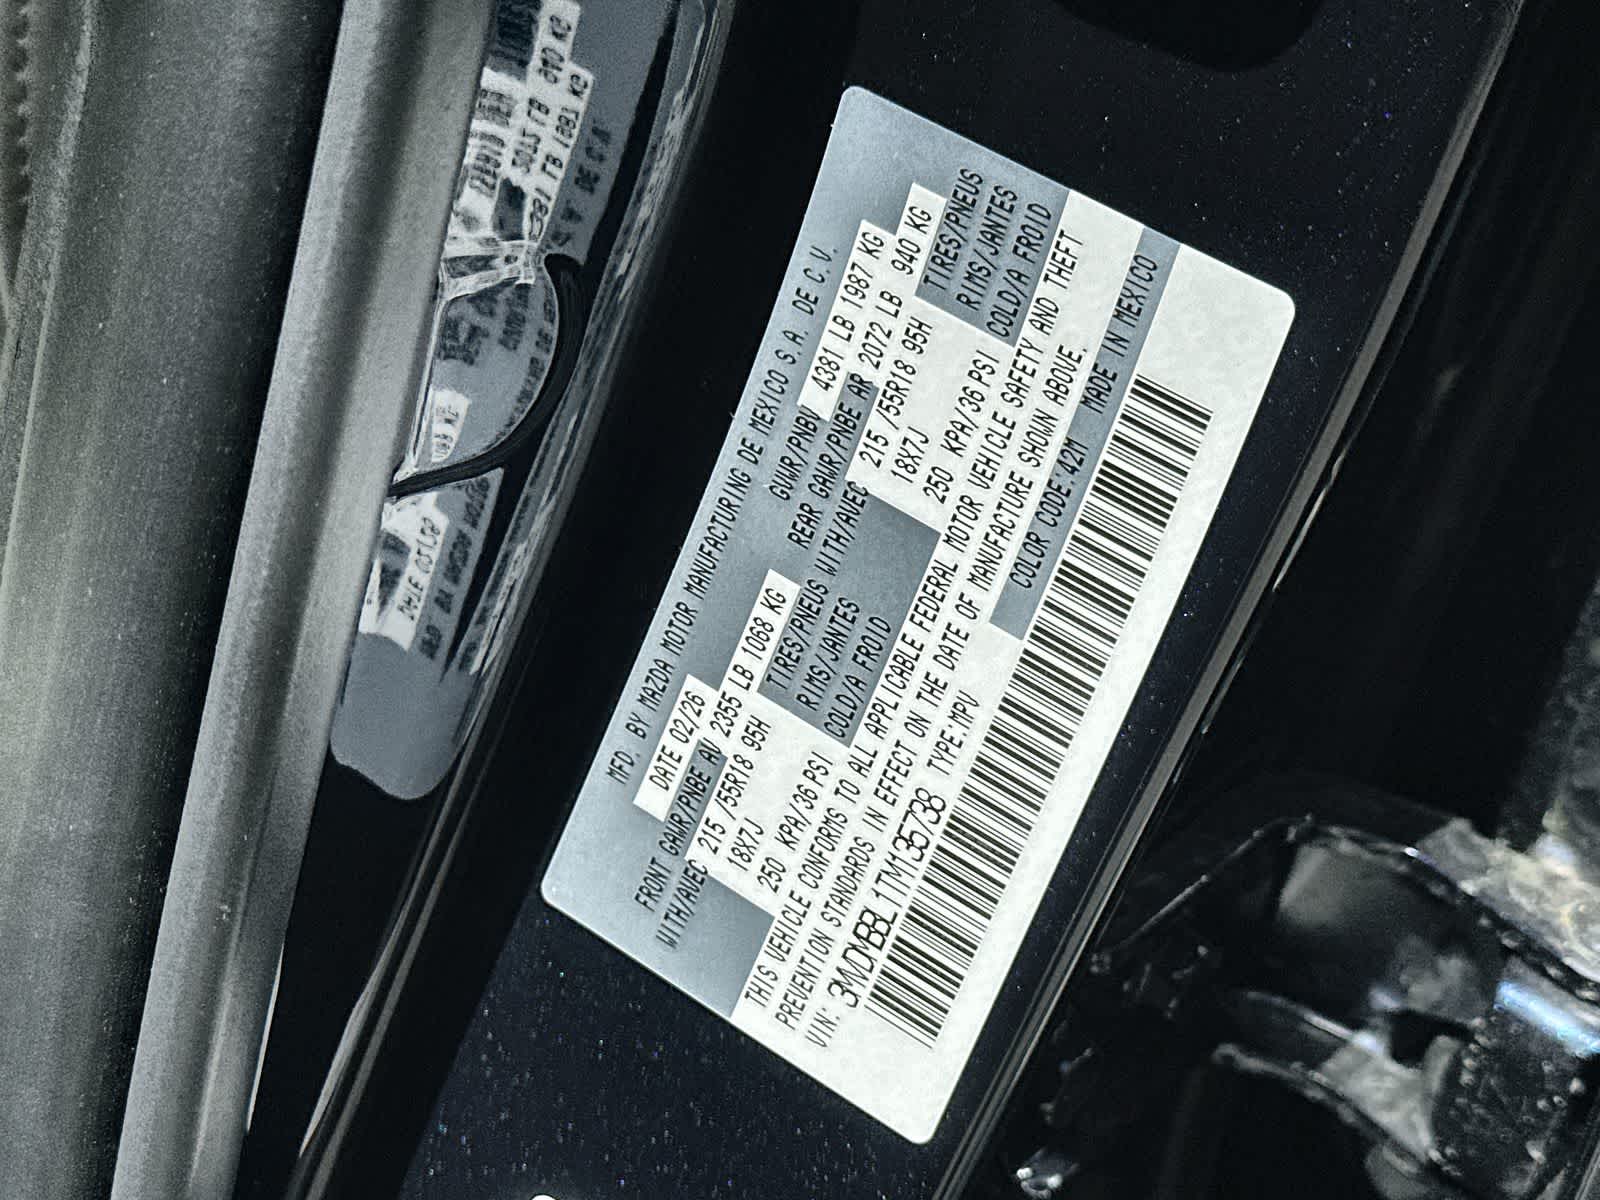 MFD. BY MAZDA MOTOR MANUFACTURING DE MEXICO S.A. DE C.V.
DATE 02/26 GVWR/PNBV 4381 LB 1987 KG
FRONT GAWR/PNBE AV 2355 LB 1068 KG REAR GAWR/PNBE AR 2072 LB 940 KG
WITH/AVEC 215 /55R18 95H TIRES/PNEUS WITH/AVEC 215 /55R18 95H TIRES/PNEUS
18X7J RIMS/JANTES 18X7J RIMS/JANTES
250 KPA/36 PSI COLD/A FROID 250 KPA/36 PSI COLD/A FROID
THIS VEHICLE CONFORMS TO ALL APPLICABLE FEDERAL MOTOR VEHICLE SAFETY AND THEFT
PREVENTION STANDARDS IN EFFECT ON THE DATE OF MANUFACTURE SHOWN ABOVE.
VIN: 3MVDMBBL1TM135738 TYPE:MPV COLOR CODE:42M MADE IN MEXICO